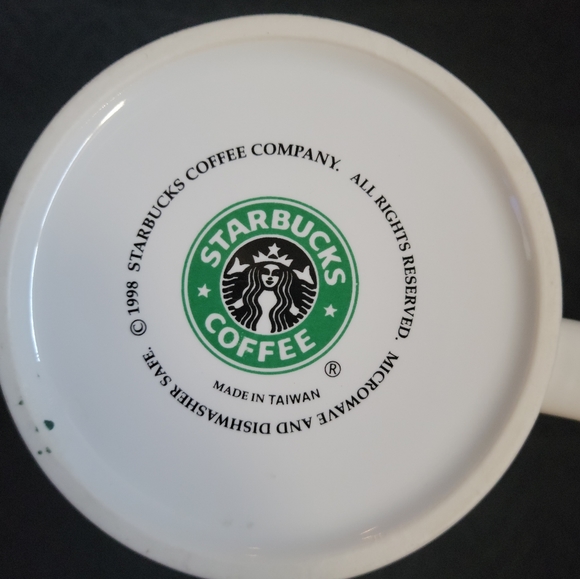 © 1998 STARBUCKS COFFEE COMPANY. ALL RIGHTS RESERVED. MICROWAVE AND DISHWASHER SAFE.
STARBUCKS
COFFEE
®
MADE IN TAIWAN